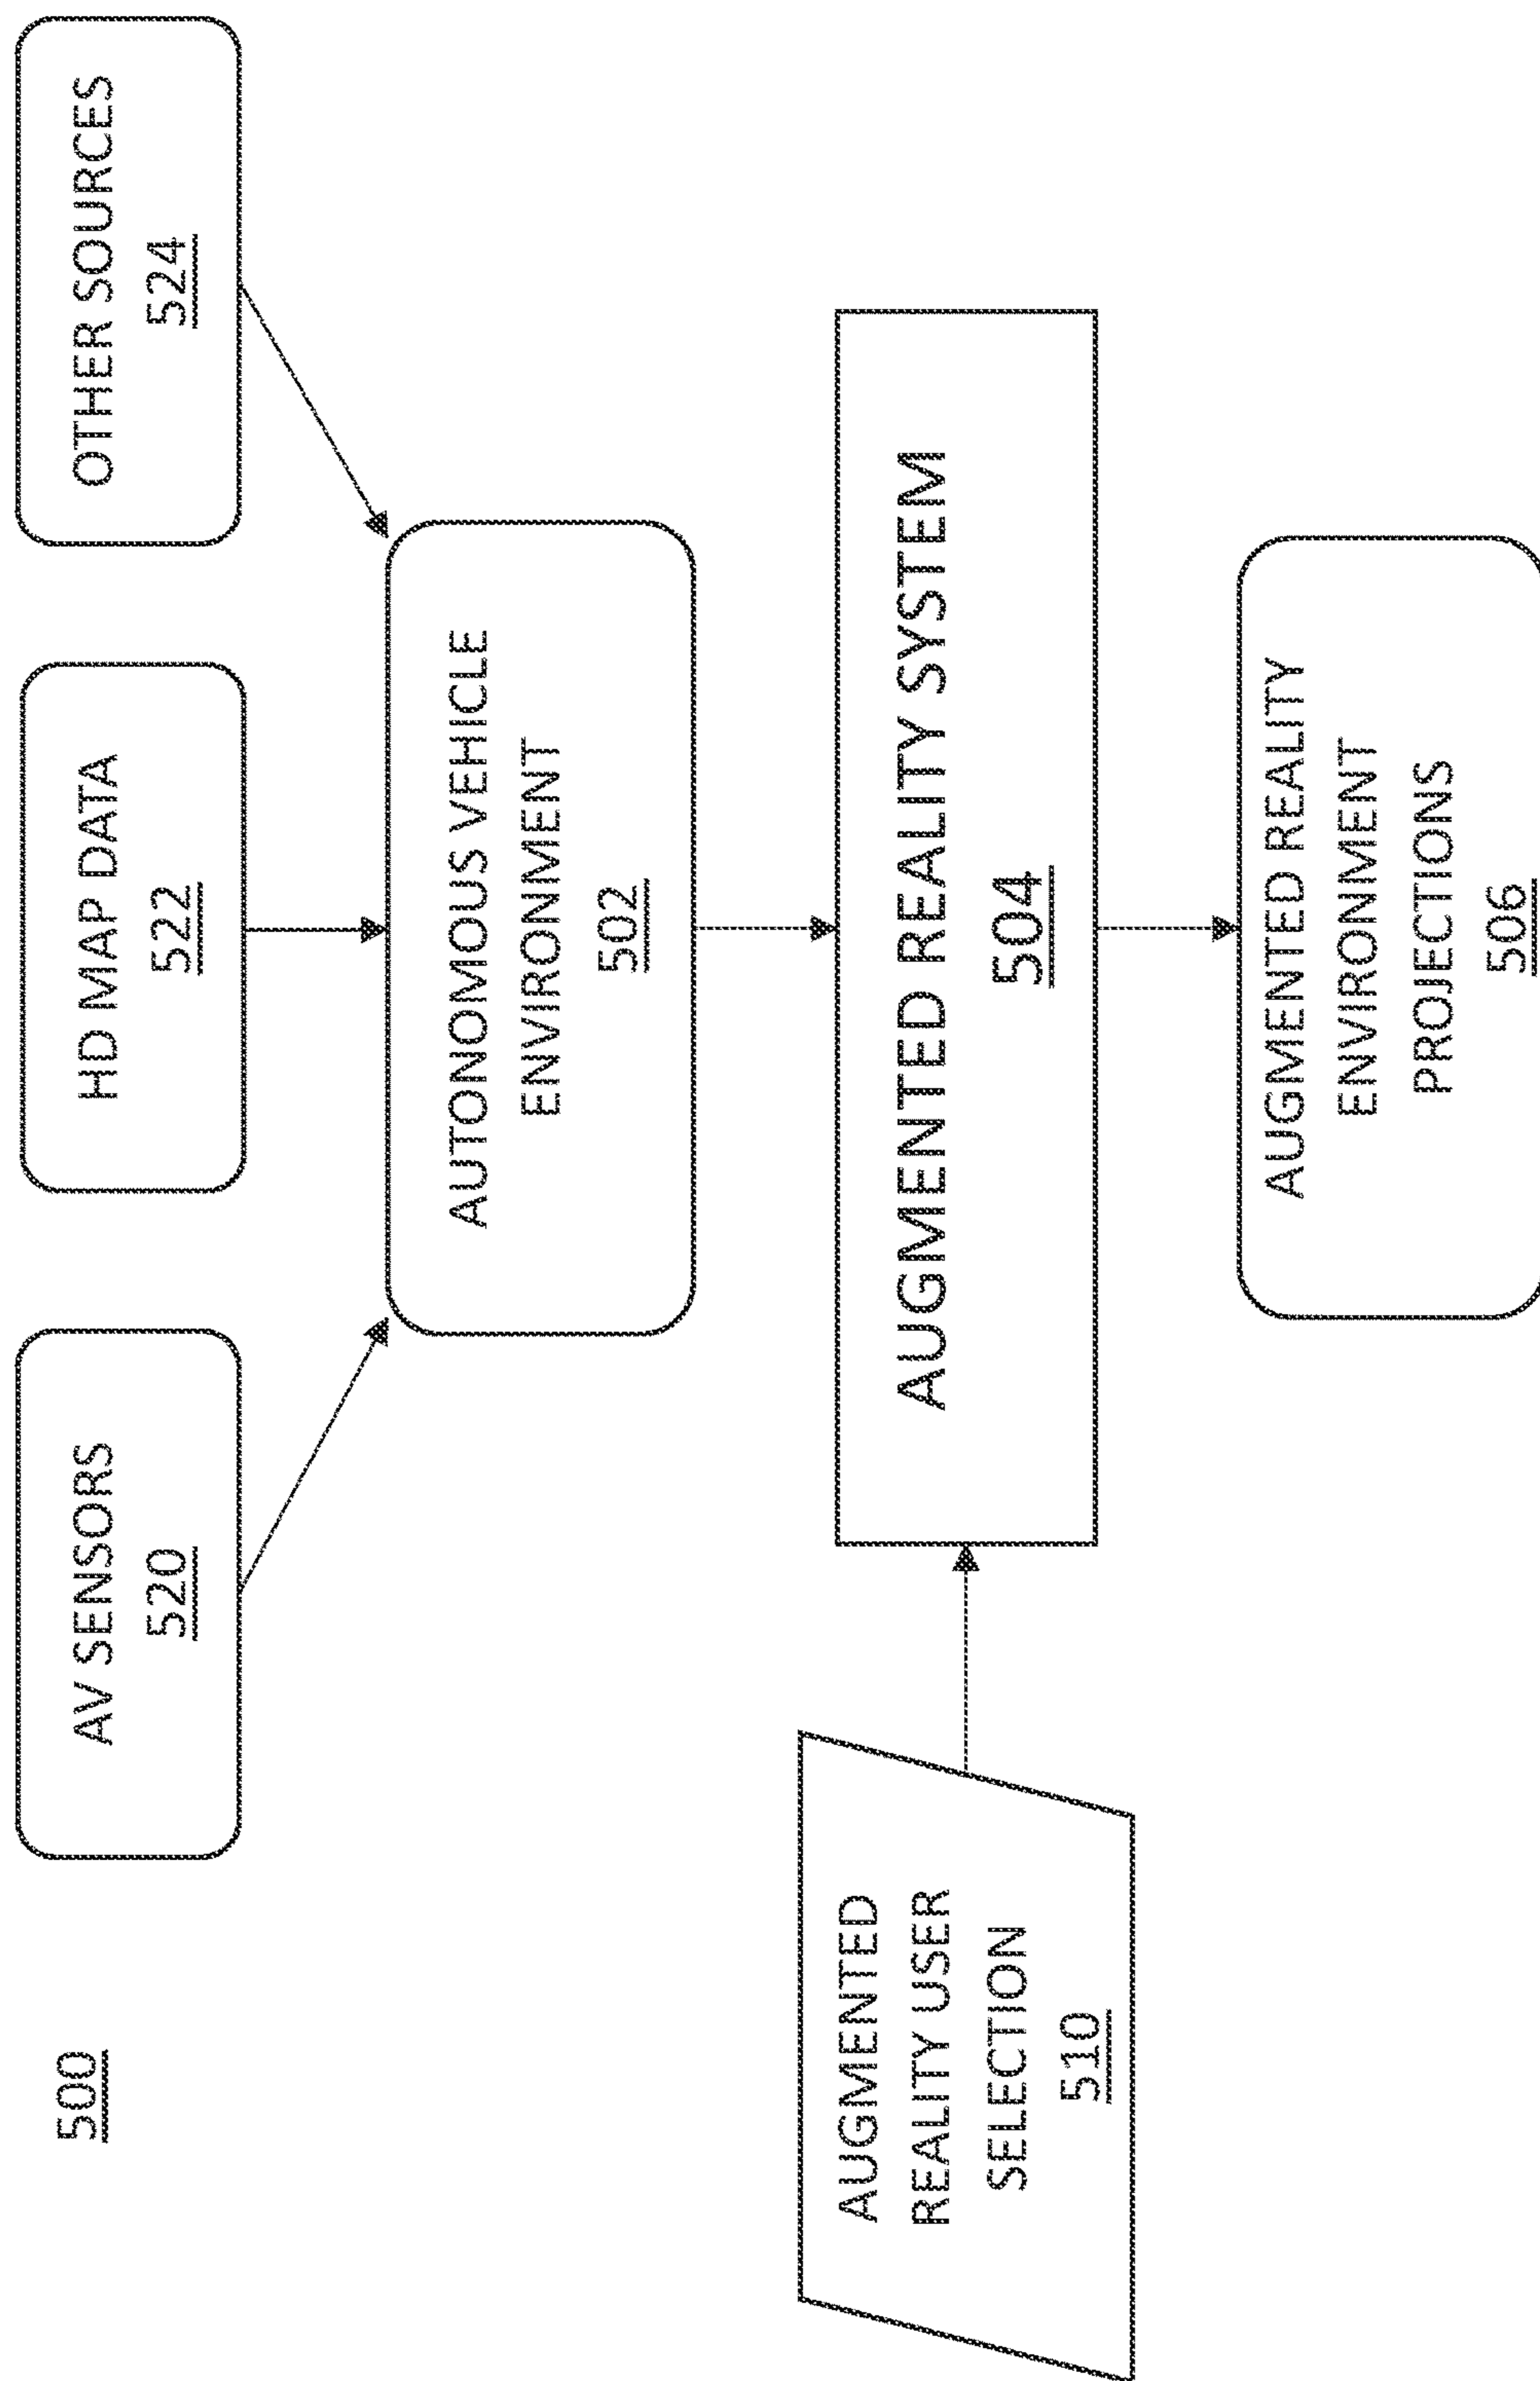 500
AV SENSORS
520
HD MAP DATA
522
OTHER SOURCES
524
AUTONOMOUS VEHICLE
ENVIRONMENT
502
AUGMENTED
REALITY USER
SELECTION
510
AUGMENTED REALITY SYSTEM
504
AUGMENTED REALITY
ENVIRONMENT
PROJECTIONS
506